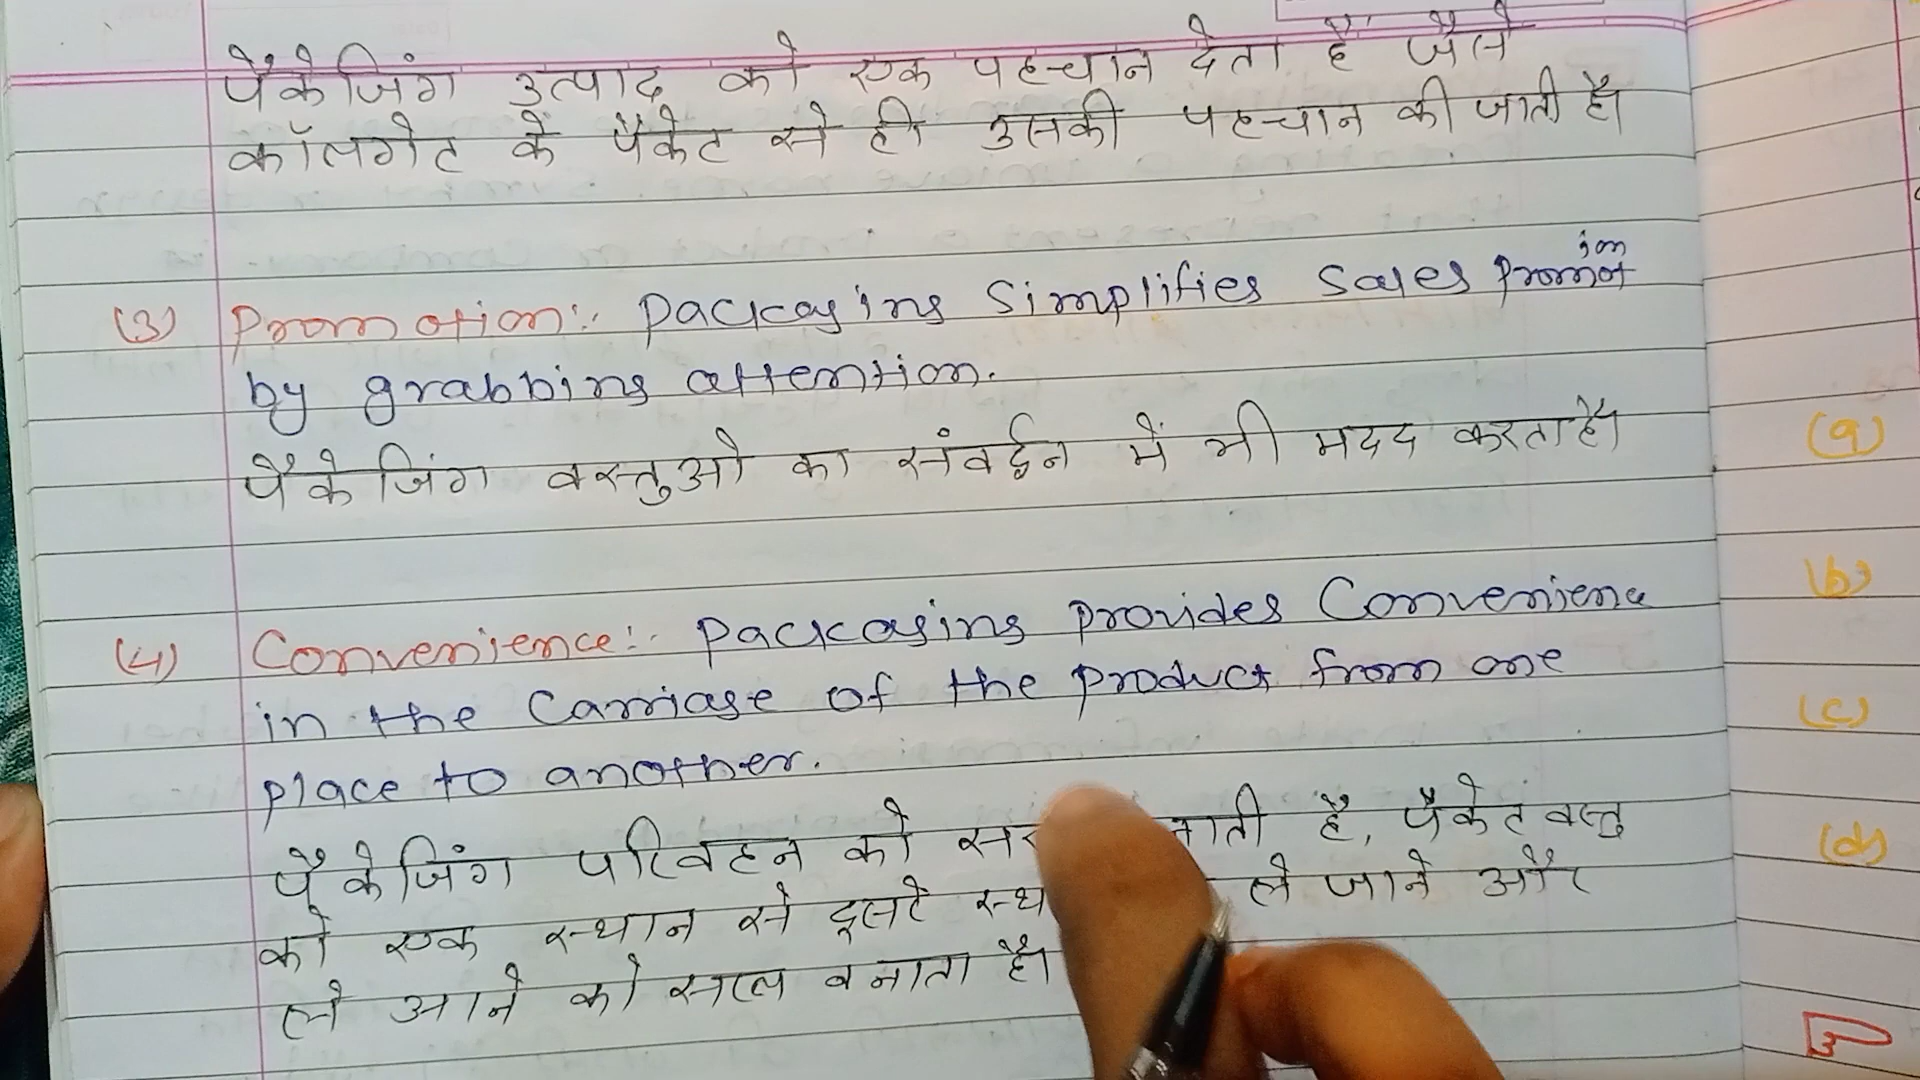 पैकेजिंग उत्पाद को एक पहचान देता है जैसे
कॉलगेट के पैकेट से ही उसकी पहचान की जाती है।
(3) Promotion:- Packaging Simplifies Sales Promotion
by grabbing attention.
पैकेजिंग वस्तुओ का संवर्द्धन में भी मदद करता है।
(4) Convenience:- Packaging Provides Convenience
in the Carriage of the Product from one
place to another.
पैकेजिंग परिवहन को है, पैकेट वस्तु
को एक स्थान से दूसरे ले जाने और
ले आने को सरल बनाता है।
(a)
(b)
(c)
(d)